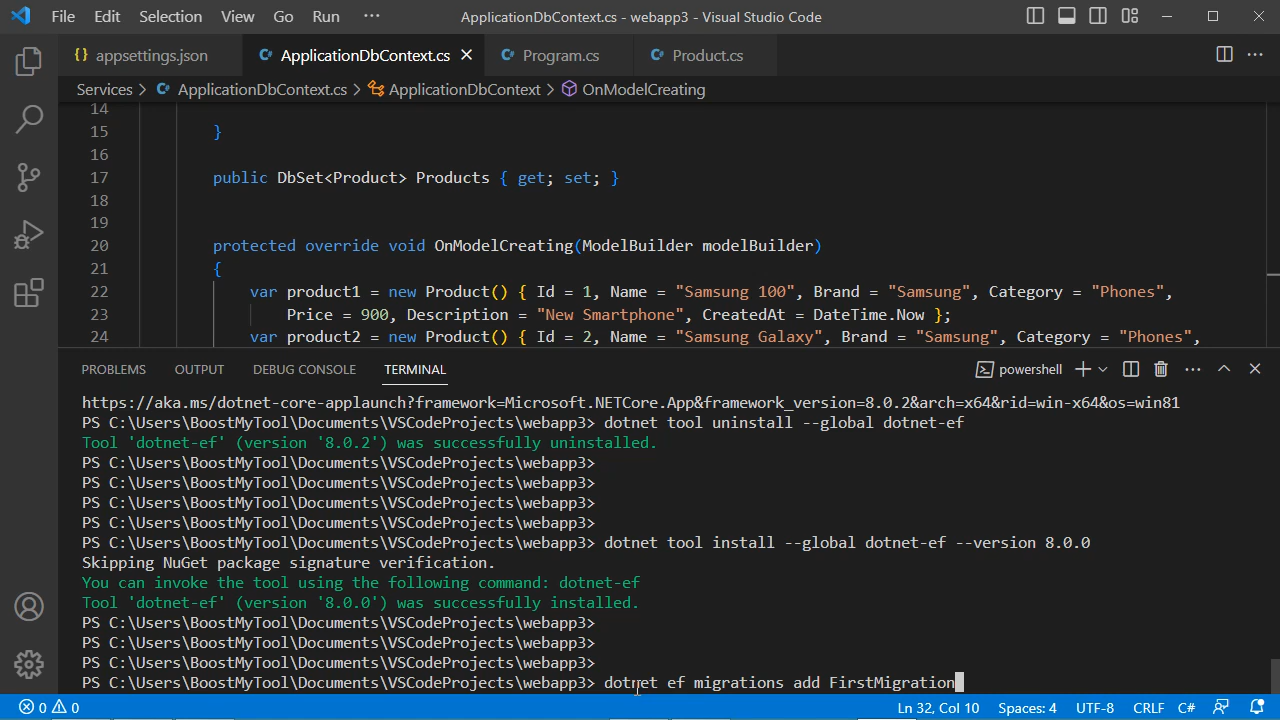 File Edit Selection View Go Run ··· ApplicationDbContext.cs - webapp3 - Visual Studio Code
{} appsettings.json C# ApplicationDbContext.cs C# Program.cs C# Product.cs
Services > C# ApplicationDbContext.cs > ApplicationDbContext > OnModelCreating
14
15 }
16
17 public DbSet<Product> Products { get; set; }
18
19
20 protected override void OnModelCreating(ModelBuilder modelBuilder)
21 {
22 var product1 = new Product() { Id = 1, Name = "Samsung 100", Brand = "Samsung", Category = "Phones",
23 Price = 900, Description = "New Smartphone", CreatedAt = DateTime.Now };
24 var product2 = new Product() { Id = 2, Name = "Samsung Galaxy", Brand = "Samsung", Category = "Phones",
PROBLEMS OUTPUT DEBUG CONSOLE TERMINAL powershell
https://aka.ms/dotnet-core-applaunch?framework=Microsoft.NETCore.App&framework_version=8.0.2&arch=x64&rid=win-x64&os=win81
PS C:\Users\BoostMyTool\Documents\VSCodeProjects\webapp3> dotnet tool uninstall --global dotnet-ef
Tool 'dotnet-ef' (version '8.0.2') was successfully uninstalled.
PS C:\Users\BoostMyTool\Documents\VSCodeProjects\webapp3>
PS C:\Users\BoostMyTool\Documents\VSCodeProjects\webapp3>
PS C:\Users\BoostMyTool\Documents\VSCodeProjects\webapp3>
PS C:\Users\BoostMyTool\Documents\VSCodeProjects\webapp3>
PS C:\Users\BoostMyTool\Documents\VSCodeProjects\webapp3> dotnet tool install --global dotnet-ef --version 8.0.0
Skipping NuGet package signature verification.
You can invoke the tool using the following command: dotnet-ef
Tool 'dotnet-ef' (version '8.0.0') was successfully installed.
PS C:\Users\BoostMyTool\Documents\VSCodeProjects\webapp3>
PS C:\Users\BoostMyTool\Documents\VSCodeProjects\webapp3>
PS C:\Users\BoostMyTool\Documents\VSCodeProjects\webapp3>
PS C:\Users\BoostMyTool\Documents\VSCodeProjects\webapp3> dotnet ef migrations add FirstMigration
0 0 Ln 32, Col 10 Spaces: 4 UTF-8 CRLF C#